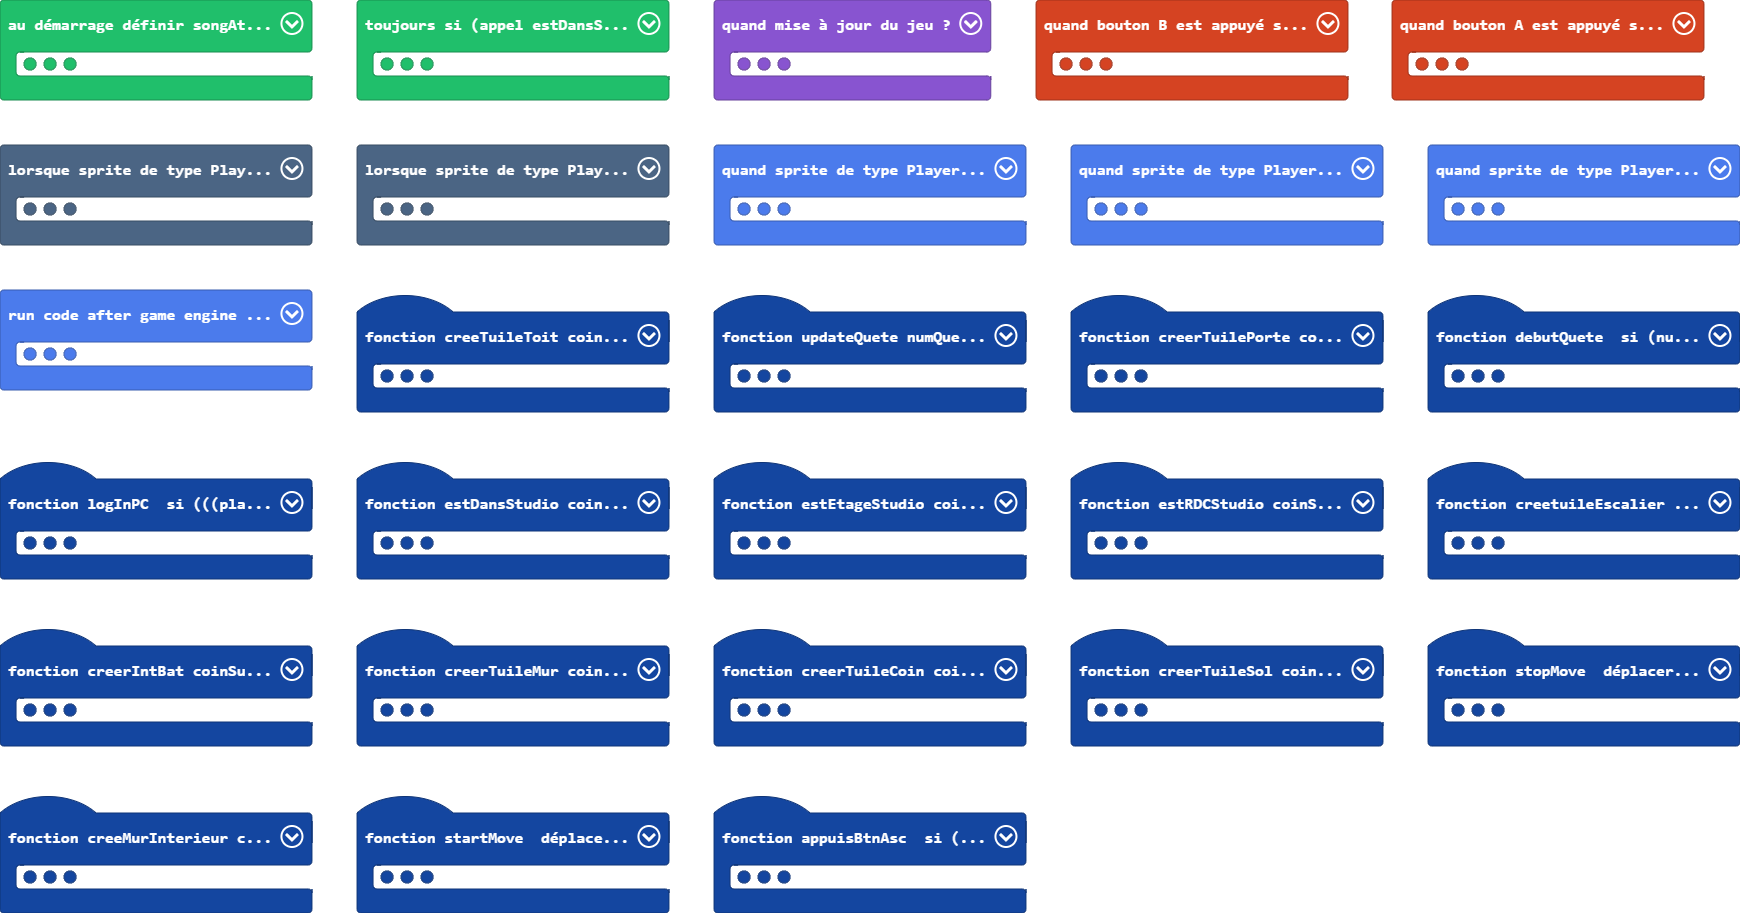 au démarrage définir songAt...
toujours si (appel estDansS...
quand mise à jour du jeu ?
quand bouton B est appuyé s...
quand bouton A est appuyé s...
lorsque sprite de type Play...
lorsque sprite de type Play...
quand sprite de type Player...
quand sprite de type Player...
quand sprite de type Player...
run code after game engine ...
fonction creeTuileToit coin...
fonction updateQuete numQue...
fonction creerTuilePorte co...
fonction debutQuete  si (nu...
fonction logInPC  si (((pla...
fonction estDansStudio coin...
fonction estEtageStudio coi...
fonction estRDCStudio coinS...
fonction creetuileEscalier ...
fonction creerIntBat coinSu...
fonction creerTuileMur coin...
fonction creerTuileCoin coi...
fonction creerTuileSol coin...
fonction stopMove  déplacer...
fonction creeMurInterieur c...
fonction startMove  déplace...
fonction appuisBtnAsc  si (...